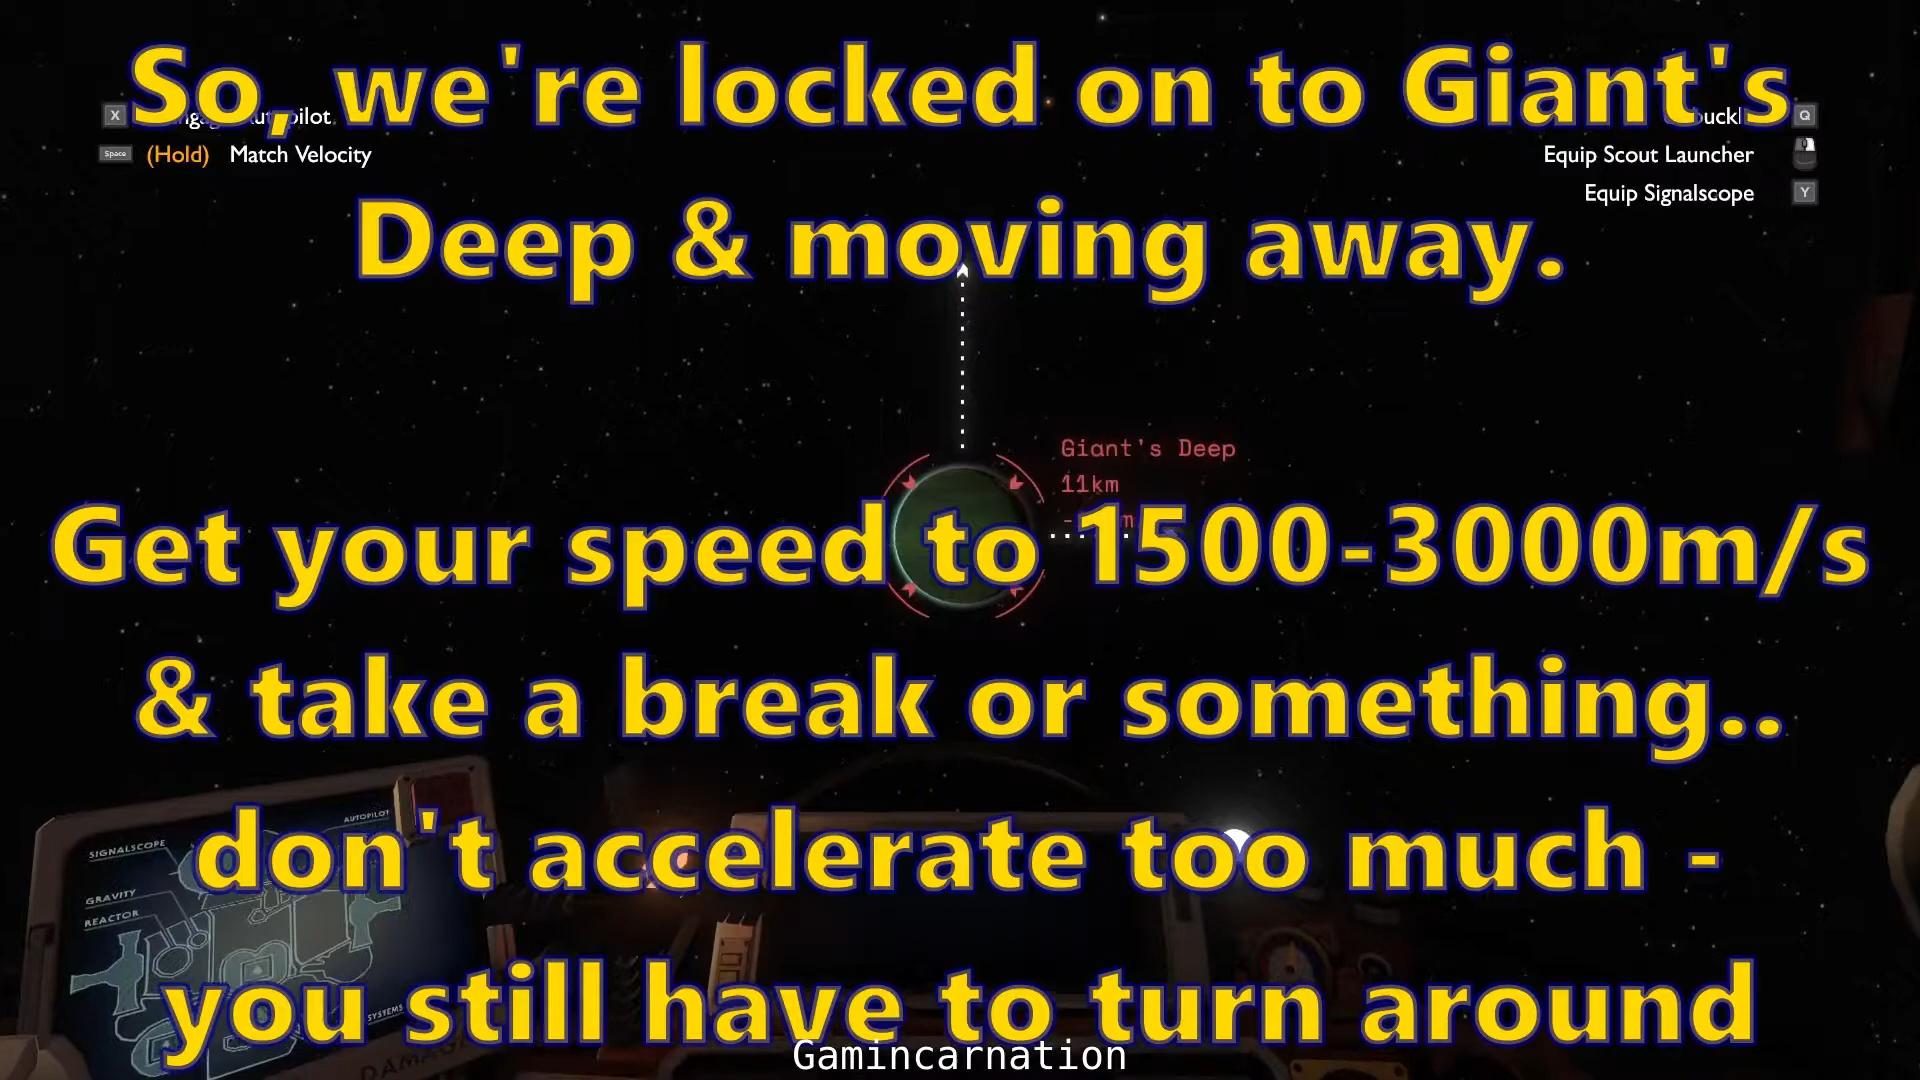 So, we're locked on to Giant's
X
Space (Hold) Match Velocity
Q
Equip Scout Launcher
Equip Signalscope Y
Deep & moving away.
Giant's Deep
11km
Get your speed to 1500-3000m/s
& take a break or something..
don't accelerate too much -
you still have to turn around
AUTOPILOT
SIGNALSCOPE
GRAVITY
REACTOR
SYSTEMS
Gamincarnation